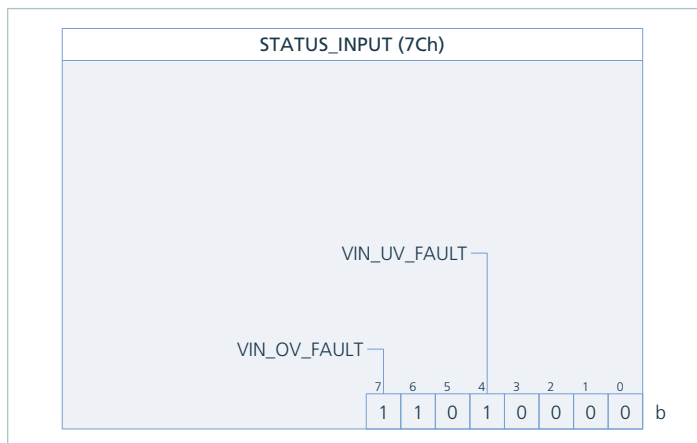 STATUS_INPUT (7Ch)
VIN_UV_FAULT
VIN_OV_FAULT
7 6 5 4 3 2 1 0
1 1 0 1 0 0 0 0 b